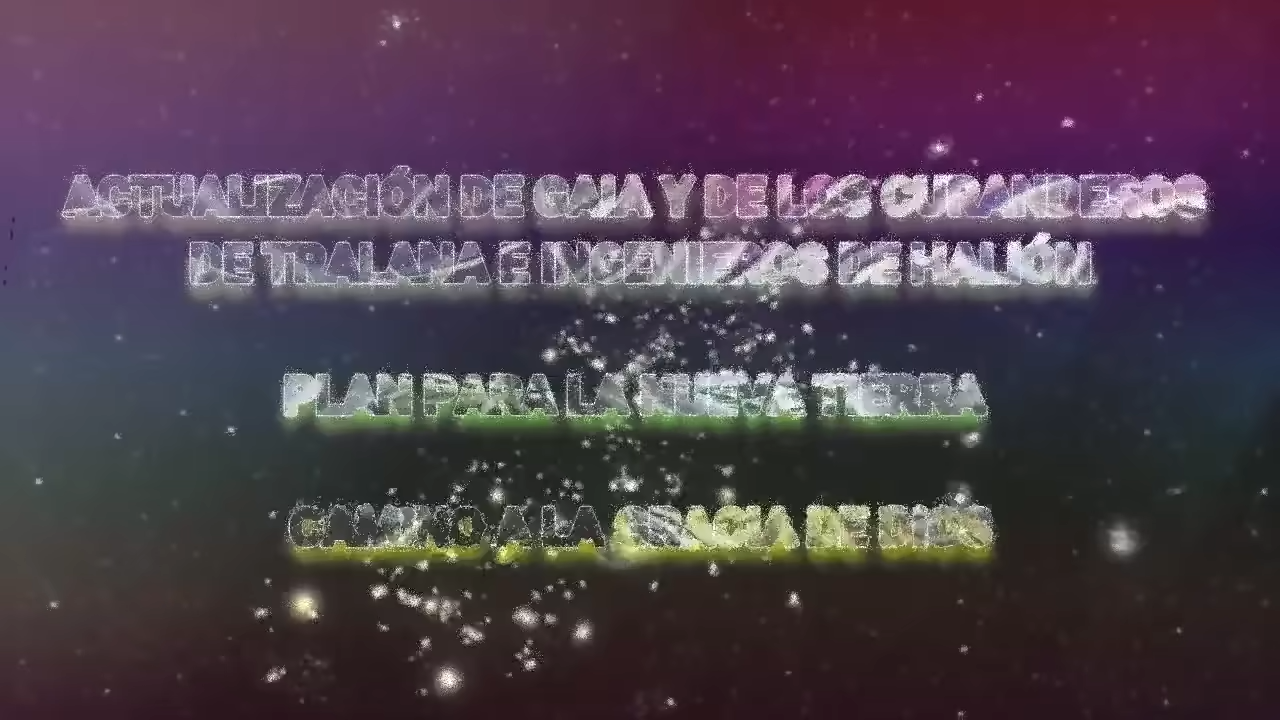 ACTUALIZACIÓN DE GAIA Y DE LOS CURANDEROS
DE TRALANA E INGENIEROS DE HALIÓN
PLAN PARA LA NUEVA TIERRA
CAMINO A LA GRACIA DE DIOS